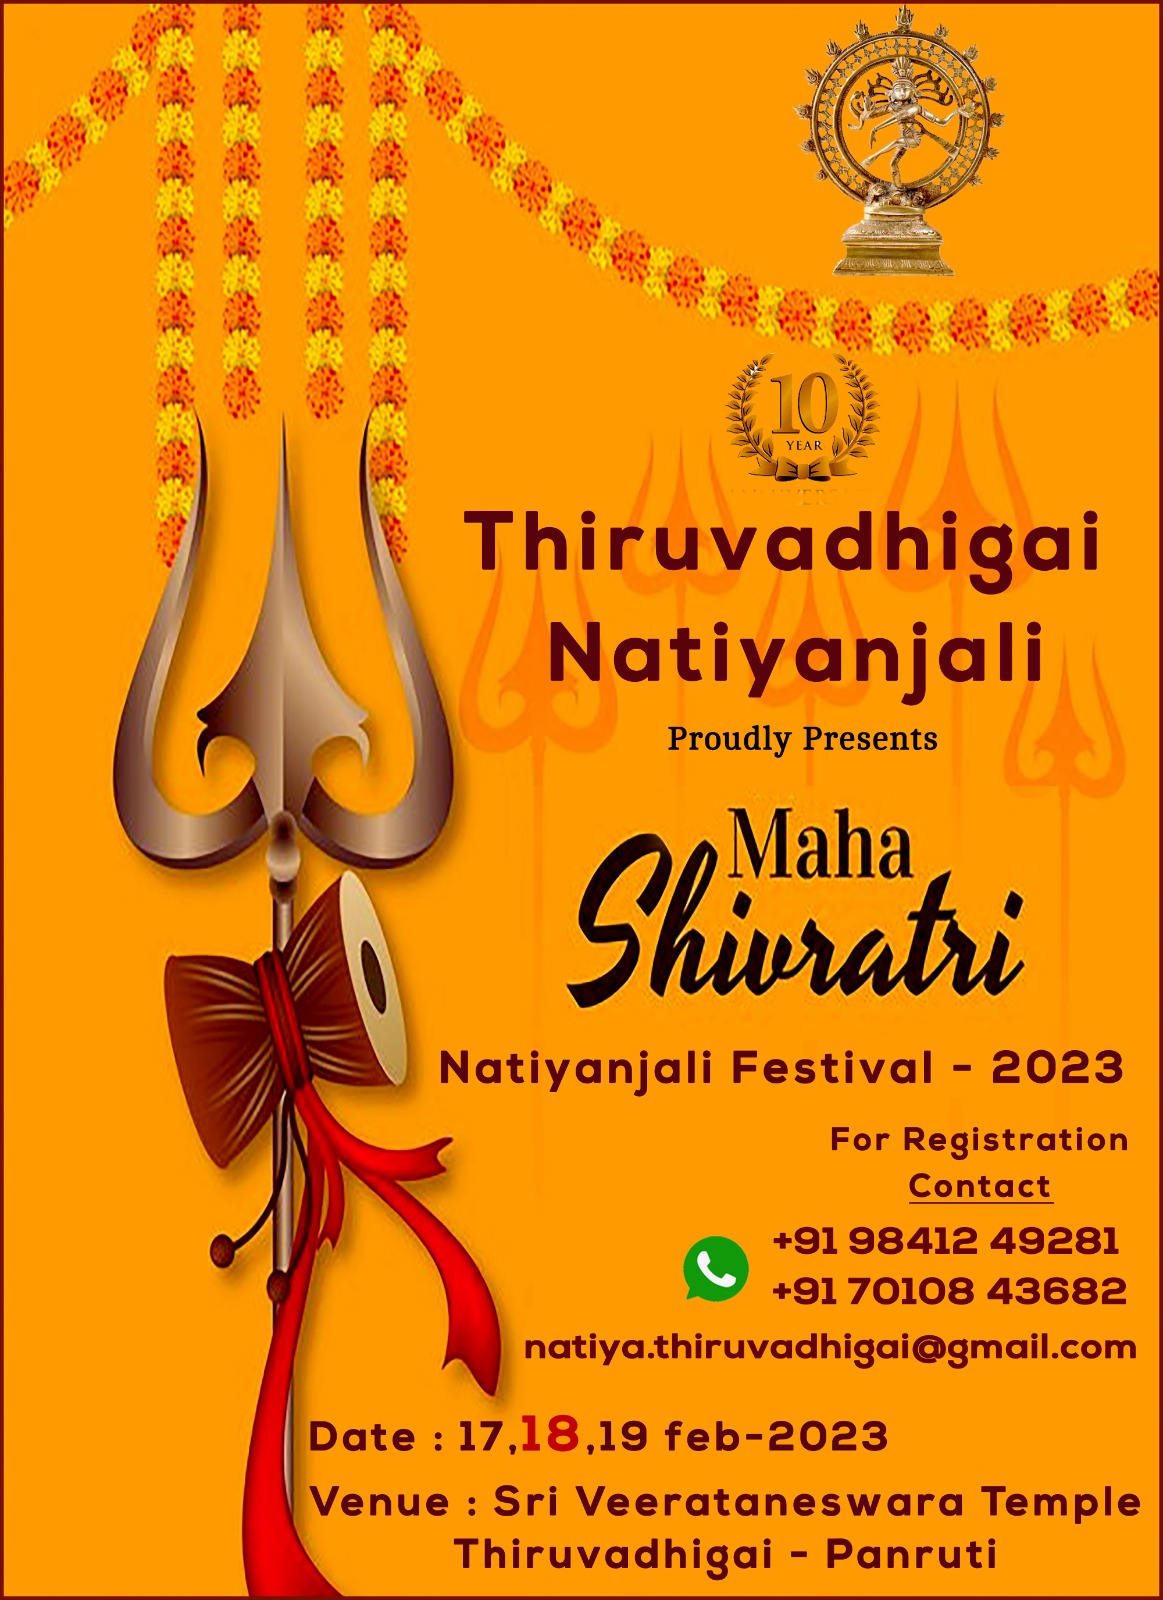 10
YEAR
Thiruvadhigai
Natiyanjali
Proudly Presents
Maha
Shivratri
Natiyanjali Festival - 2023
For Registration
Contact
+91 98412 49281
+91 70108 43682
natiya.thiruvadhigai@gmail.com
Date : 17,18,19 feb-2023
Venue : Sri Veerataneswara Temple
Thiruvadhigai - Panruti